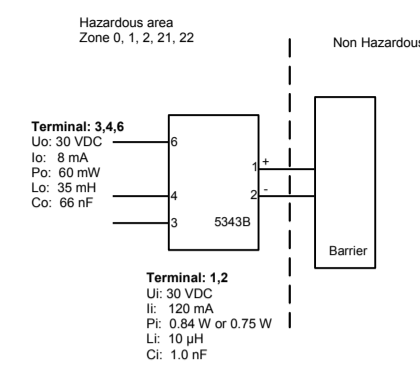 Hazardous area
Zone 0, 1, 2, 21, 22
Non Hazardous
Terminal: 3,4,6
Uo: 30 VDC
Io: 8 mA
Po: 60 mW
Lo: 35 mH
Co: 66 nF
6
4
3
1
+
2
-
5343B
Barrier
Terminal: 1,2
Ui: 30 VDC
Ii: 120 mA
Pi: 0.84 W or 0.75 W
Li: 10 µH
Ci: 1.0 nF